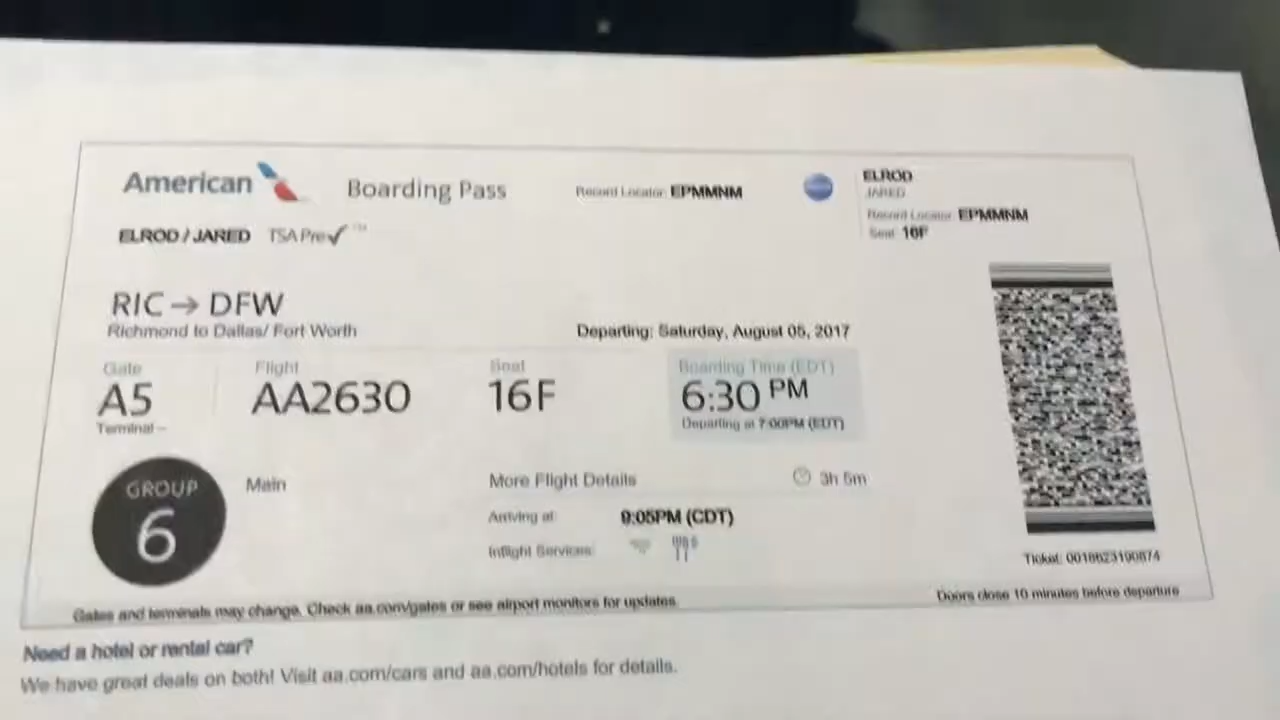 American Boarding Pass Record Locator: EPMMNM
ELROD / JARED TSA Pre✓™
ELROD
JARED
Record Locator: EPMMNM
Seat: 16F
RIC → DFW
Richmond to Dallas/ Fort Worth
Departing: Saturday, August 05, 2017
Gate Flight Seat Boarding Time (EDT)
A5 AA2630 16F 6:30 PM
Terminal -- Departing at 7:00PM (EDT)
GROUP
6
Main
More Flight Details 3h 5m
Arriving at: 9:05PM (CDT)
Inflight Services:
Ticket: 0018623190874
Gates and terminals may change. Check aa.com/gates or see airport monitors for updates.
Doors close 10 minutes before departure
Need a hotel or rental car?
We have great deals on both! Visit aa.com/cars and aa.com/hotels for details.